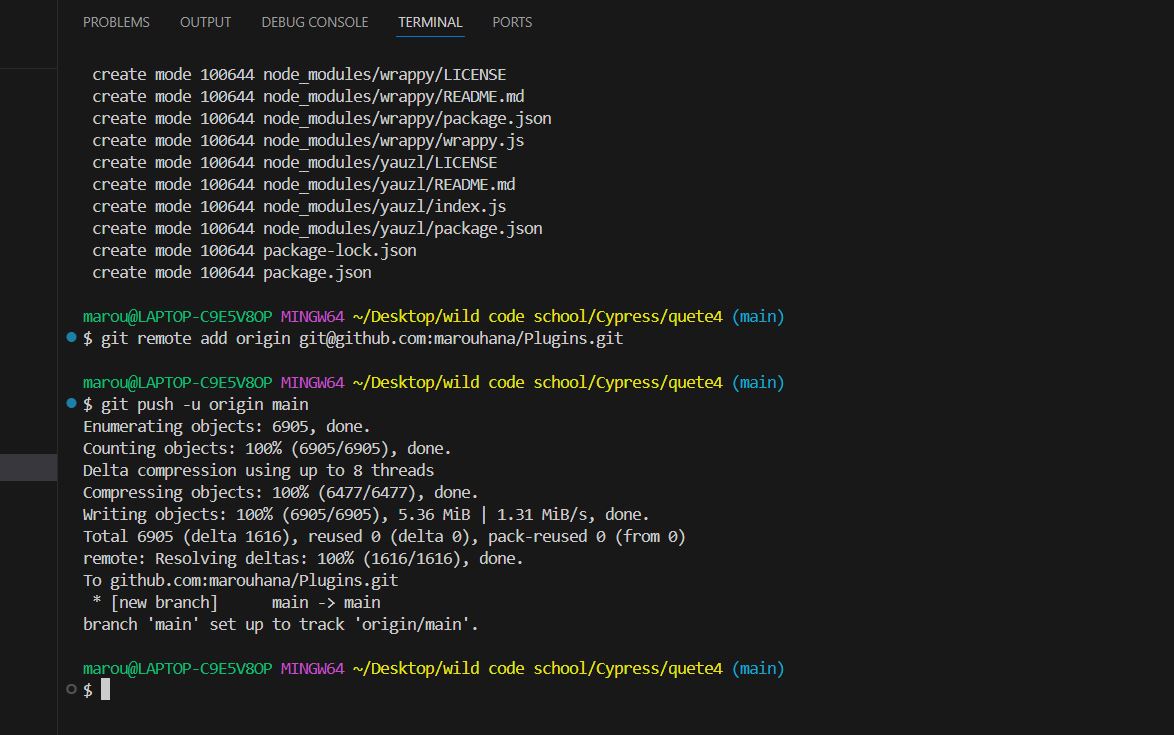 PROBLEMS OUTPUT DEBUG CONSOLE TERMINAL PORTS
create mode 100644 node_modules/wrappy/LICENSE
create mode 100644 node_modules/wrappy/README.md
create mode 100644 node_modules/wrappy/package.json
create mode 100644 node_modules/wrappy/wrappy.js
create mode 100644 node_modules/yauzl/LICENSE
create mode 100644 node_modules/yauzl/README.md
create mode 100644 node_modules/yauzl/index.js
create mode 100644 node_modules/yauzl/package.json
create mode 100644 package-lock.json
create mode 100644 package.json
marou@LAPTOP-C9E5V8OP MINGW64 ~/Desktop/wild code school/Cypress/quete4 (main)
$ git remote add origin git@github.com:marouhana/Plugins.git
marou@LAPTOP-C9E5V8OP MINGW64 ~/Desktop/wild code school/Cypress/quete4 (main)
$ git push -u origin main
Enumerating objects: 6905, done.
Counting objects: 100% (6905/6905), done.
Delta compression using up to 8 threads
Compressing objects: 100% (6477/6477), done.
Writing objects: 100% (6905/6905), 5.36 MiB | 1.31 MiB/s, done.
Total 6905 (delta 1616), reused 0 (delta 0), pack-reused 0 (from 0)
remote: Resolving deltas: 100% (1616/1616), done.
To github.com:marouhana/Plugins.git
* [new branch]      main -> main
branch 'main' set up to track 'origin/main'.
marou@LAPTOP-C9E5V8OP MINGW64 ~/Desktop/wild code school/Cypress/quete4 (main)
$